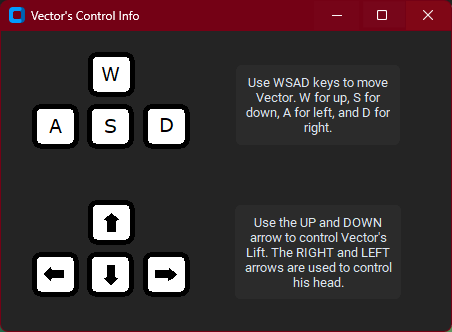 Vector's Control Info
W
A S D
Use WSAD keys to move
Vector. W for up, S for
down, A for left, and D for
right.
Use the UP and DOWN
arrow to control Vector's
Lift. The RIGHT and LEFT
arrows are used to control
his head.